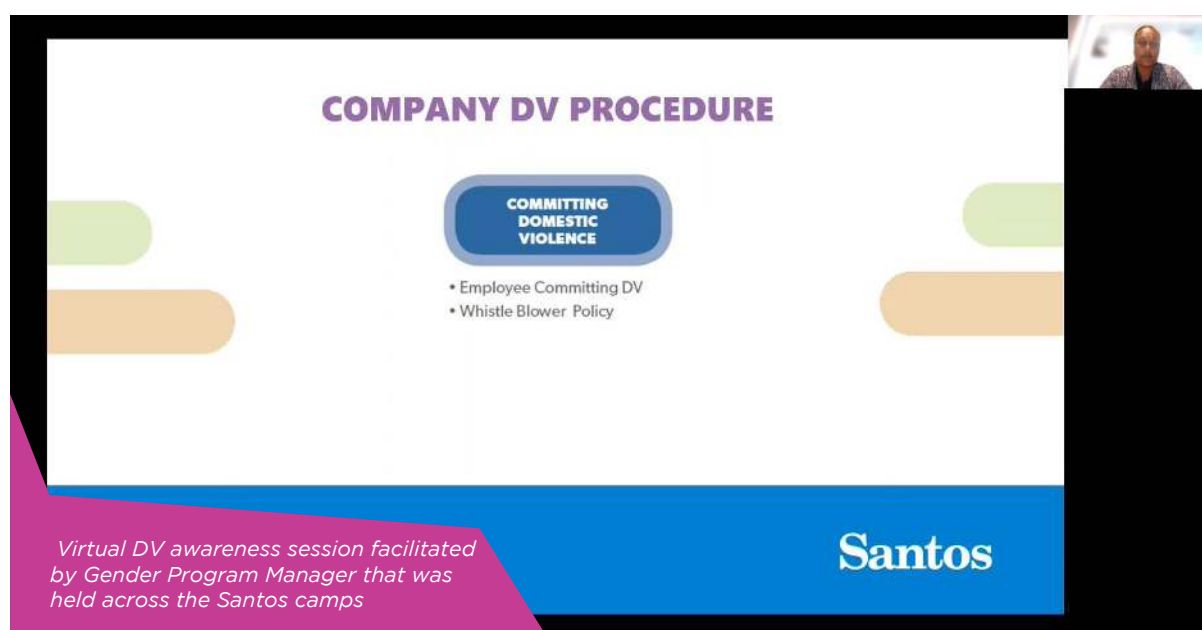 COMPANY DV PROCEDURE
COMMITTING
DOMESTIC
VIOLENCE
• Employee Committing DV
• Whistle Blower Policy
Santos
Virtual DV awareness session facilitated
by Gender Program Manager that was
held across the Santos camps